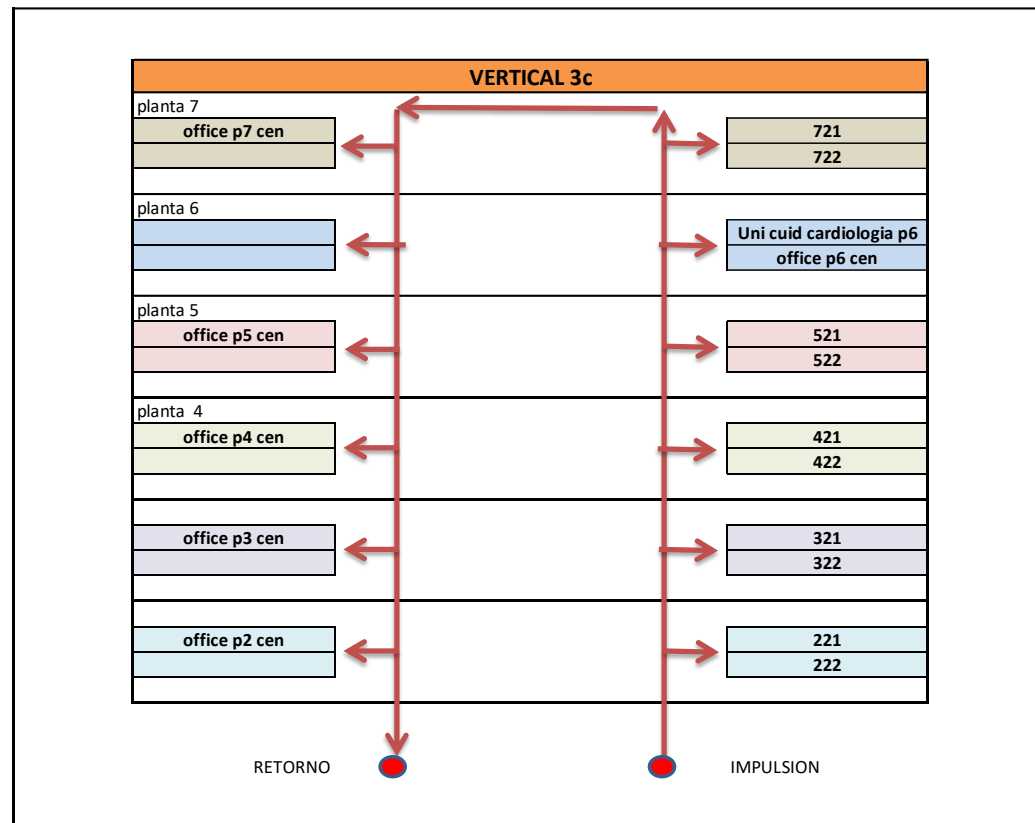 VERTICAL 3c
planta 7
office p7 cen
721
722
planta 6
Uni cuid cardiologia p6
office p6 cen
planta 5
office p5 cen
521
522
planta  4
office p4 cen
421
422
office p3 cen
321
322
office p2 cen
221
222
RETORNO
IMPULSION